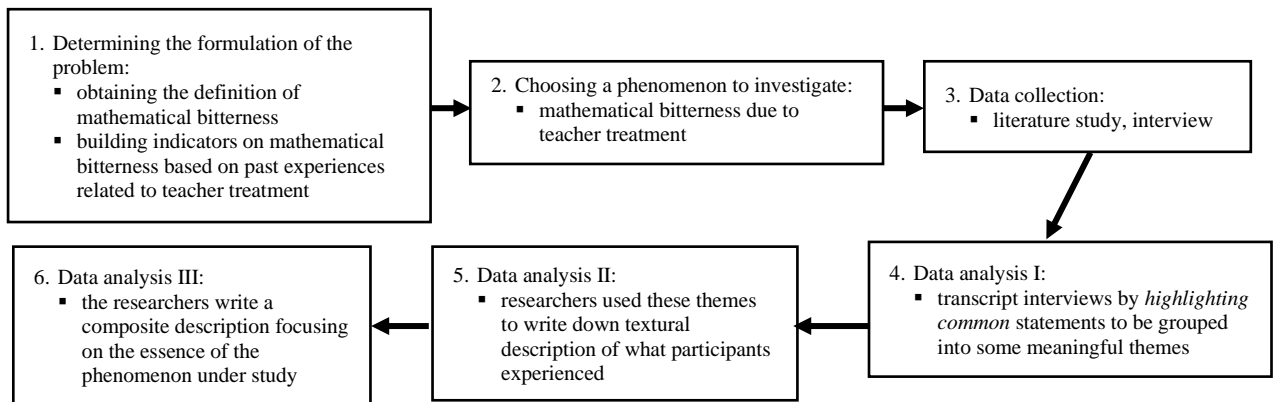 1. Determining the formulation of the
problem:
▪ obtaining the definition of
mathematical bitterness
▪ building indicators on mathematical
bitterness based on past experiences
related to teacher treatment
2. Choosing a phenomenon to investigate:
▪ mathematical bitterness due to
teacher treatment
3. Data collection:
▪ literature study, interview
4. Data analysis I:
▪ transcript interviews by highlighting
common statements to be grouped
into some meaningful themes
5. Data analysis II:
▪ researchers used these themes
to write down textural
description of what participants
experienced
6. Data analysis III:
▪ the researchers write a
composite description focusing
on the essence of the
phenomenon under study